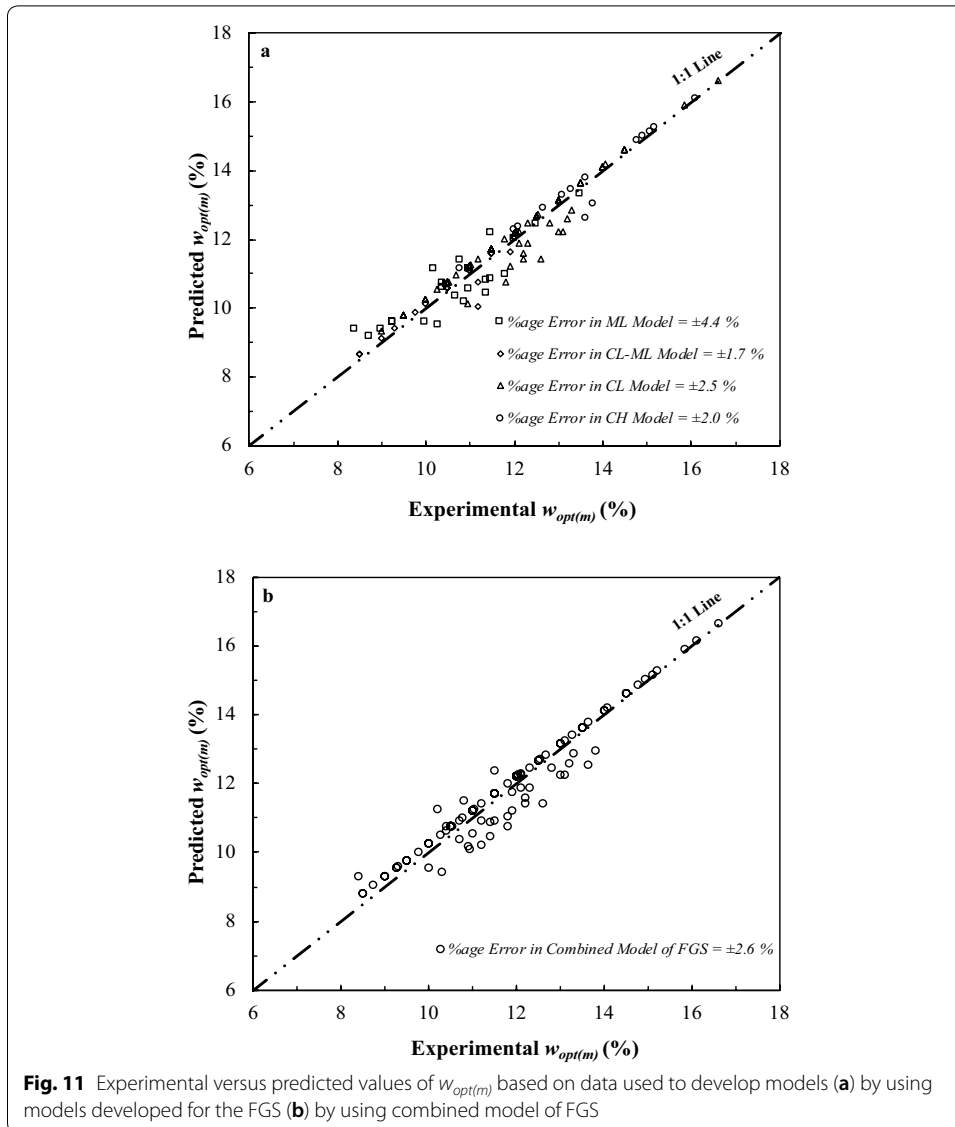 a
1:1 Line
18
16
14
12
10
8
6
Predicted w_opt(m) (%)
□ %age Error in ML Model = ±4.4 %
◇ %age Error in CL-ML Model = ±1.7 %
△ %age Error in CL Model = ±2.5 %
○ %age Error in CH Model = ±2.0 %
6 8 10 12 14 16 18
Experimental w_opt(m) (%)
b
1:1 Line
18
16
14
12
10
8
6
Predicted w_opt(m) (%)
○ %age Error in Combined Model of FGS = ±2.6 %
6 8 10 12 14 16 18
Experimental w_opt(m) (%)
Fig. 11 Experimental versus predicted values of w_opt(m) based on data used to develop models (a) by using
models developed for the FGS (b) by using combined model of FGS